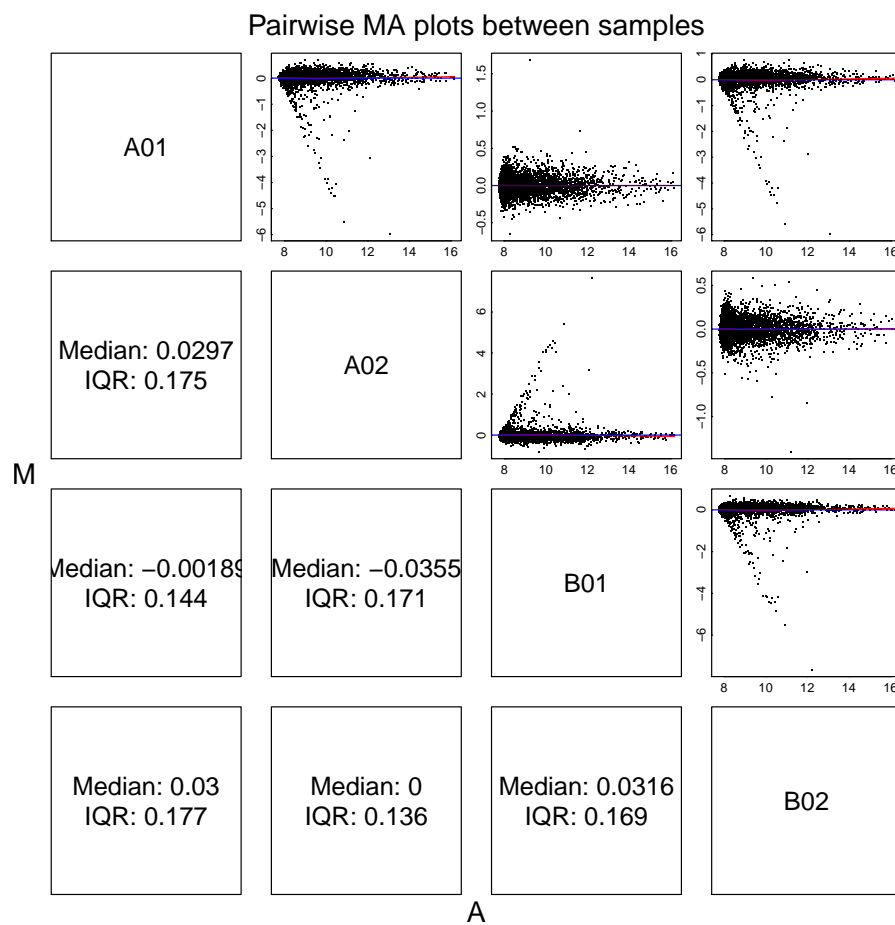 Pairwise MA plots between samples
A01
0
−1
−2
−3
−4
−5
−6
8 10 12 14 16
1.5
1.0
0.5
0.0
−0.5
8 10 12 14 16
1
0
−1
−2
−3
−4
−5
−6
8 10 12 14 16
Median: 0.0297
IQR: 0.175
A02
6
4
2
0
8 10 12 14 16
0.5
0.0
−0.5
−1.0
8 10 12 14 16
M
Median: −0.00189
IQR: 0.144
Median: −0.0355
IQR: 0.171
B01
0
−2
−4
−6
8 10 12 14 16
Median: 0.03
IQR: 0.177
Median: 0
IQR: 0.136
Median: 0.0316
IQR: 0.169
B02
A